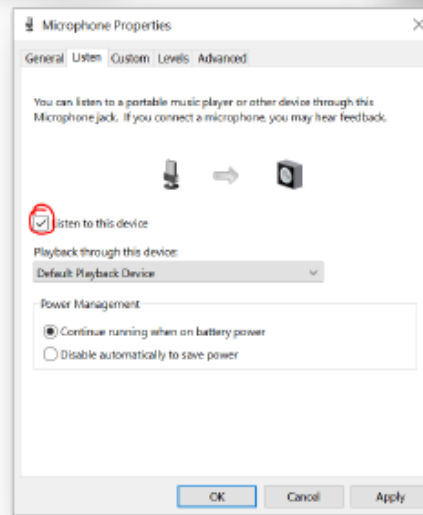 Microphone Properties
General Listen Custom Levels Advanced
You can listen to a portable music player or other device through this
Microphone jack. If you connect a microphone, you may hear feedback.
Listen to this device
Playback through this device:
Default Playback Device
Power Management
Continue running when on battery power
Disable automatically to save power
OK Cancel Apply